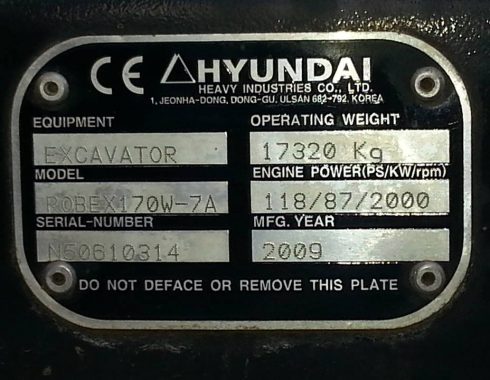 CE HYUNDAI
HEAVY INDUSTRIES CO., LTD.
1, JEONHA-DONG, DONG-GU. ULSAN 682-792. KOREA
EQUIPMENT OPERATING WEIGHT
EXCAVATOR 17320 Kg
MODEL ENGINE POWER(PS/KW/rpm)
ROBEX170W-7A 118/87/2000
SERIAL-NUMBER MFG. YEAR
N60610314 2009
DO NOT DEFACE OR REMOVE THIS PLATE